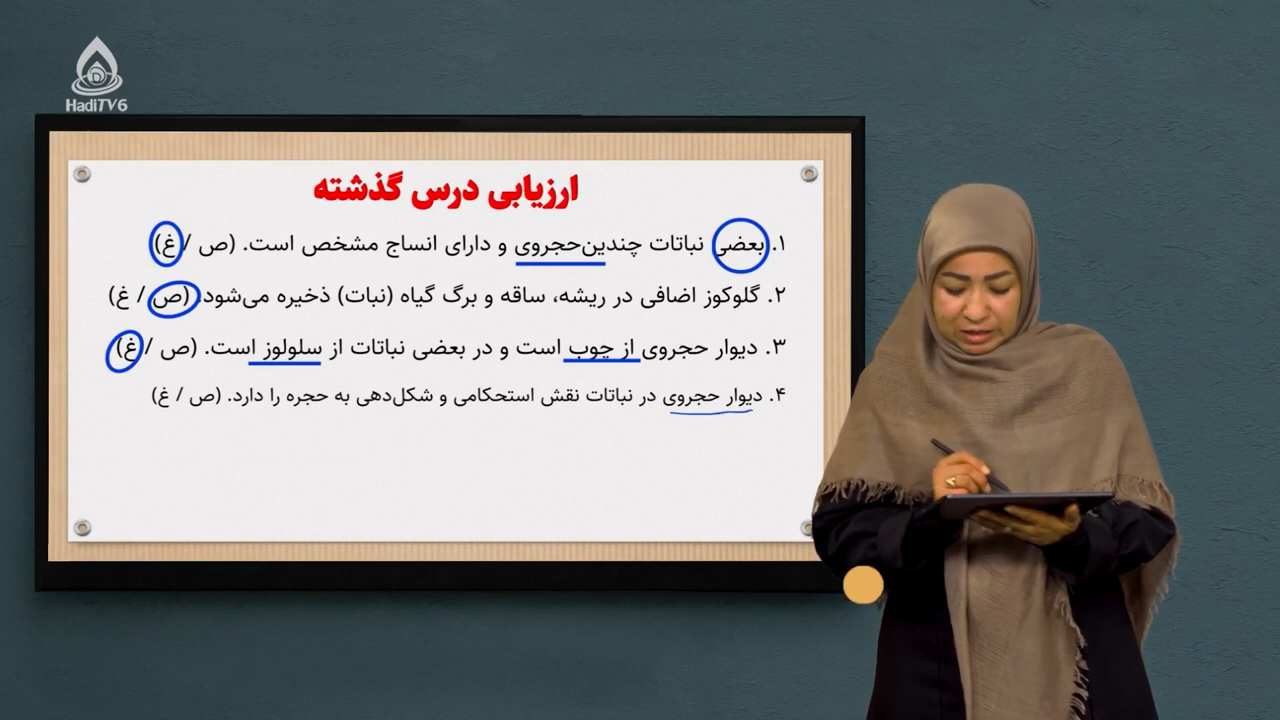 HadiTV6
ارزیابی درس گذشته
۱. بعضی نباتات چندین‌حجروی و دارای انساج مشخص است. (ص / غ)
۲. گلوکوز اضافی در ریشه، ساقه و برگ گیاه (نبات) ذخیره می‌شود. (ص / غ)
۳. دیوار حجروی از چوب است و در بعضی نباتات از سلولوز است. (ص / غ)
۴. دیوار حجروی در نباتات نقش استحکامی و شکل‌دهی به حجره را دارد. (ص / غ)